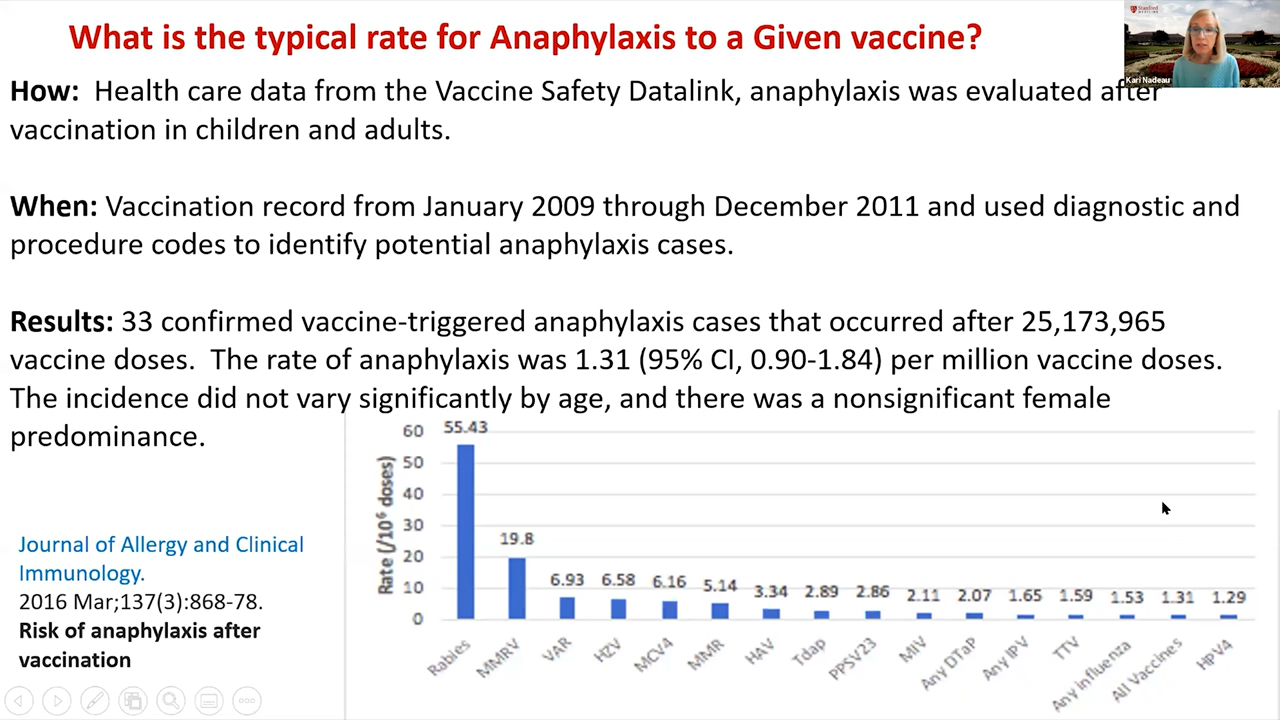 What is the typical rate for Anaphylaxis to a Given vaccine?
Stanford
MEDICINE
Kari Nadeau
How: Health care data from the Vaccine Safety Datalink, anaphylaxis was evaluated after
vaccination in children and adults.
When: Vaccination record from January 2009 through December 2011 and used diagnostic and
procedure codes to identify potential anaphylaxis cases.
Results: 33 confirmed vaccine-triggered anaphylaxis cases that occurred after 25,173,965
vaccine doses. The rate of anaphylaxis was 1.31 (95% CI, 0.90-1.84) per million vaccine doses.
The incidence did not vary significantly by age, and there was a nonsignificant female
predominance.
Journal of Allergy and Clinical
Immunology.
2016 Mar;137(3):868-78.
Risk of anaphylaxis after
vaccination
Rate (/10⁶ doses)
60
50
40
30
20
10
0
55.43
19.8
6.93
6.58
6.16
5.14
3.34
2.89
2.86
2.11
2.07
1.65
1.59
1.53
1.31
1.29
Rabies
MMRV
VAR
HZV
MCV4
MMR
HAV
Tdap
PPSV23
MIV
Any DTaP
Any IPV
TTV
Any influenza
All Vaccines
HPV4